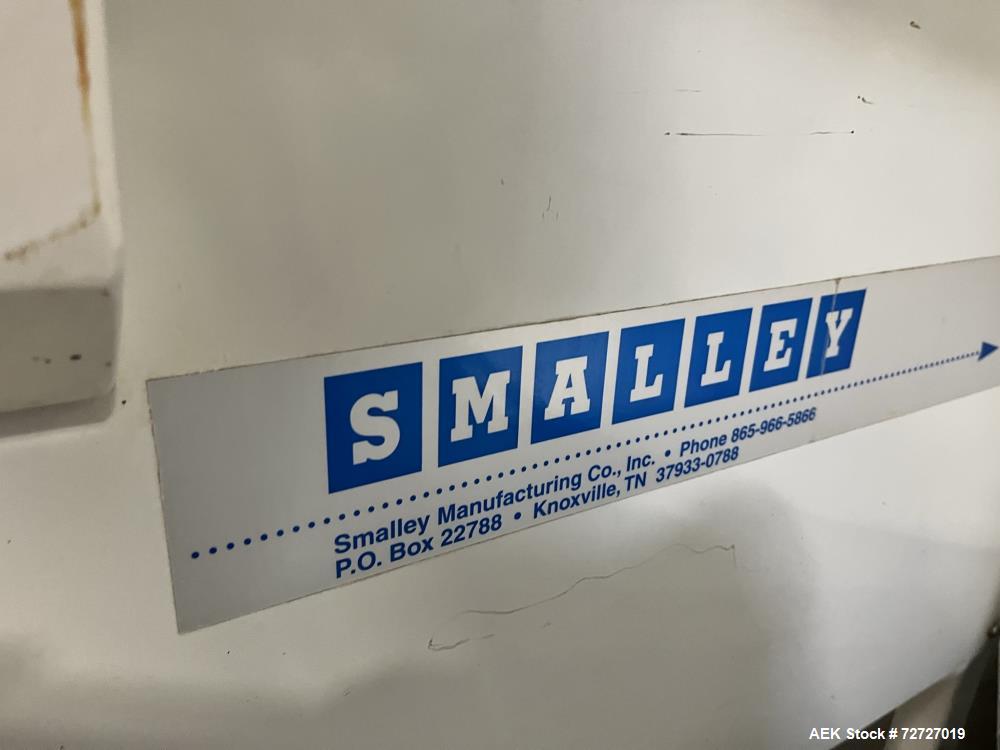 SMALLEY
Smalley Manufacturing Co., Inc. • Phone 865-966-5866
P.O. Box 22788 • Knoxville, TN 37933-0788
AEK Stock # 72727019